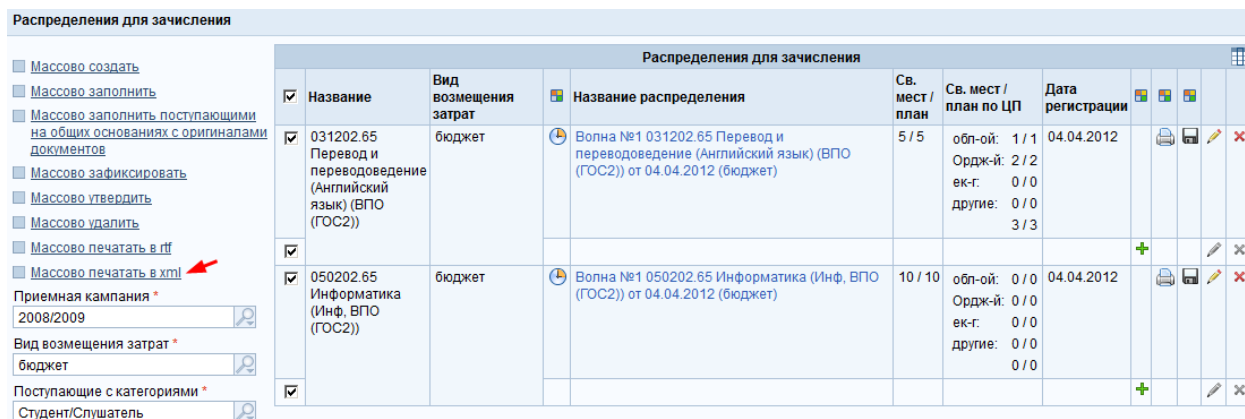 Распределения для зачисления
Массово создать
Массово заполнить
Массово заполнить поступающими
на общих основаниях с оригиналами
документов
Массово зафиксировать
Массово утвердить
Массово удалить
Массово печатать в rtf
Массово печатать в xml
Приемная кампания *
2008/2009
Вид возмещения затрат *
бюджет
Поступающие с категориями *
Студент/Слушатель
Распределения для зачисления
Название
Вид
возмещения
затрат
Название распределения
Св.
мест /
план
Св. мест /
план по ЦП
Дата
регистрации
031202.65
Перевод и
переводоведение
(Английский
язык) (ВПО
(ГОС2))
бюджет
Волна №1 031202.65 Перевод и
переводоведение (Английский язык) (ВПО
(ГОС2)) от 04.04.2012 (бюджет)
5 / 5
обл-ой: 1 / 1
Ордж-й: 2 / 2
ек-г: 0 / 0
другие: 0 / 0
3 / 3
04.04.2012
050202.65
Информатика
(Инф, ВПО
(ГОС2))
бюджет
Волна №1 050202.65 Информатика (Инф, ВПО
(ГОС2)) от 04.04.2012 (бюджет)
10 / 10
обл-ой: 0 / 0
Ордж-й: 0 / 0
ек-г: 0 / 0
другие: 0 / 0
0 / 0
04.04.2012